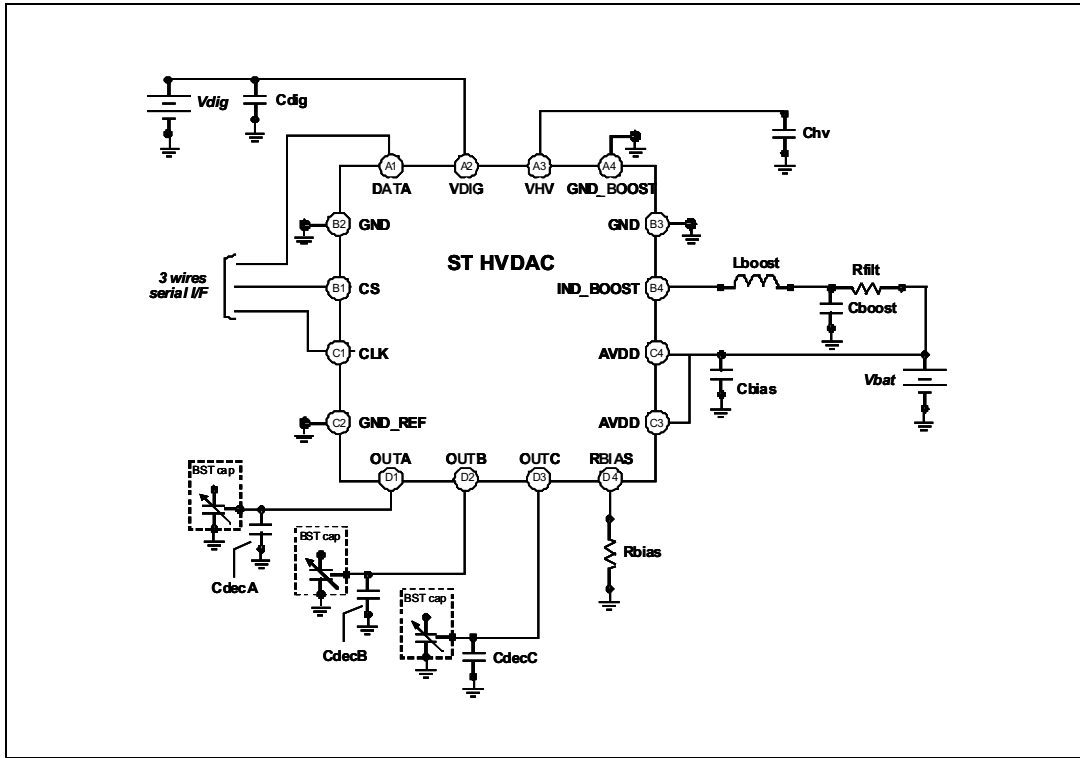 Vdig
Cdig
Chv
A1
A2
A3
A4
DATA
VDIG
VHV
GND_BOOST
B2
GND
GND
B3
ST HVDAC
Lboost
Rfilt
3 wires
serial I/F
B1
CS
IND_BOOST
B4
Cboost
C1
CLK
AVDD
C4
Cbias
Vbat
C2
GND_REF
AVDD
C3
OUTA
OUTB
OUTC
RBIAS
D1
D2
D3
D4
BST cap
CdecA
BST cap
CdecB
BST cap
CdecC
Rbias